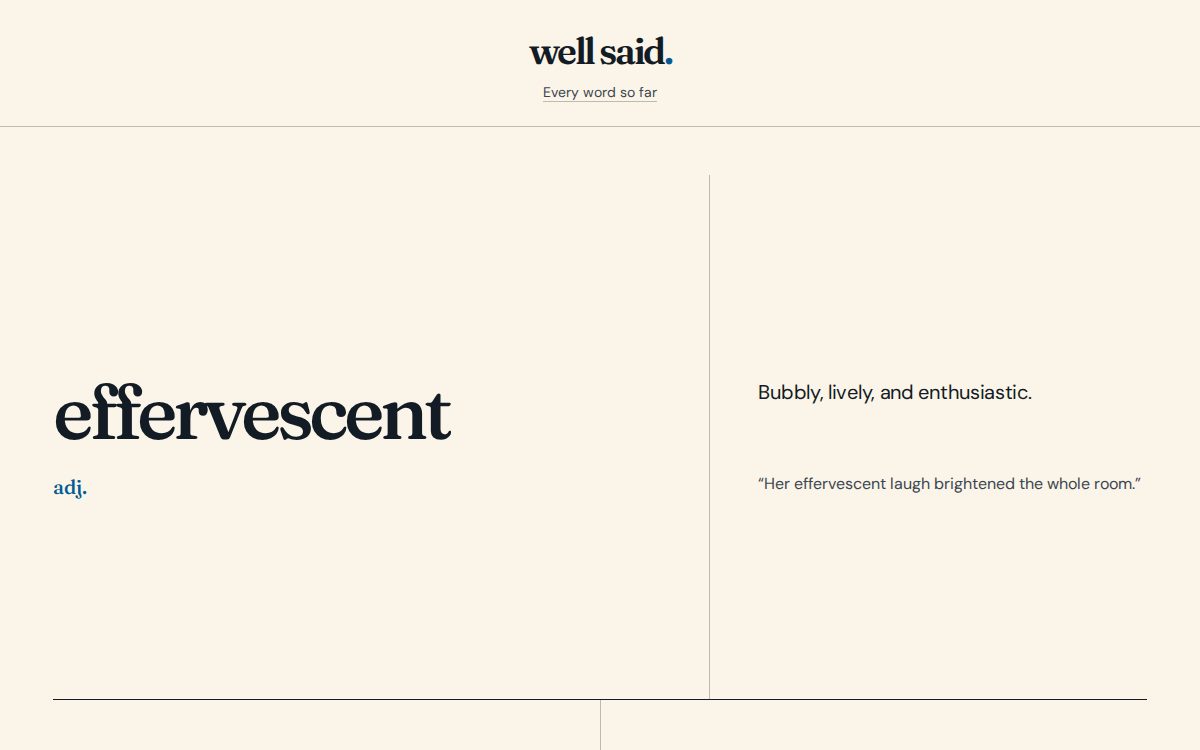 well said.
Every word so far
effervescent
adj.
Bubbly, lively, and enthusiastic.
“Her effervescent laugh brightened the whole room.”